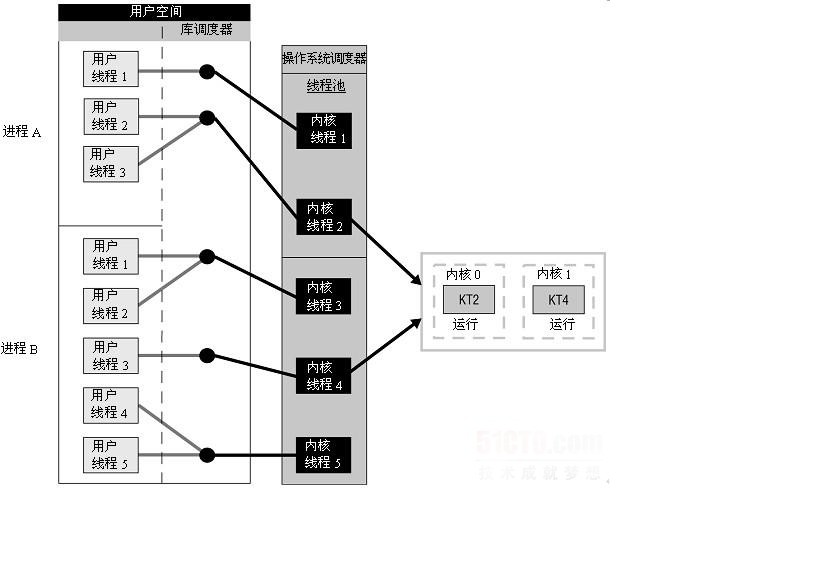 用户空间
库调度器
操作系统调度器
线程池
进程 A
用户
线程 1
用户
线程 2
用户
线程 3
内核
线程 1
内核
线程 2
进程 B
用户
线程 1
用户
线程 2
用户
线程 3
用户
线程 4
用户
线程 5
内核
线程 3
内核
线程 4
内核
线程 5
内核 0
KT2
运行
内核 1
KT4
运行
51CTO.com
技术成就梦想